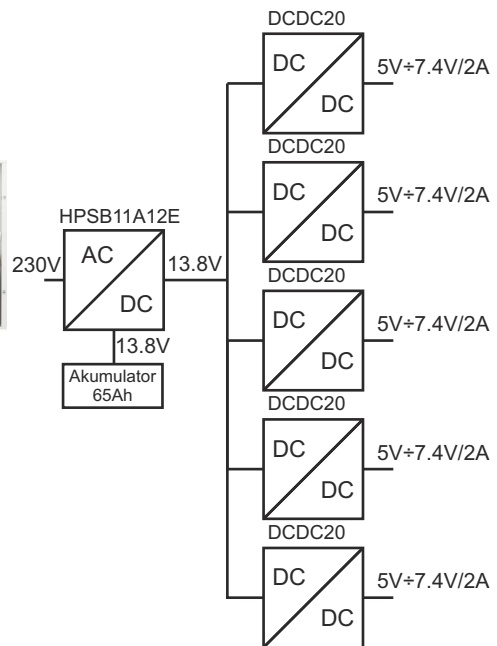 DCDC20
DC
DC
5V÷7.4V/2A
DCDC20
DC
DC
5V÷7.4V/2A
HPSB11A12E
230V
AC
DC
13.8V
13.8V
Akumulator
65Ah
DCDC20
DC
DC
5V÷7.4V/2A
DCDC20
DC
DC
5V÷7.4V/2A
DCDC20
DC
DC
5V÷7.4V/2A